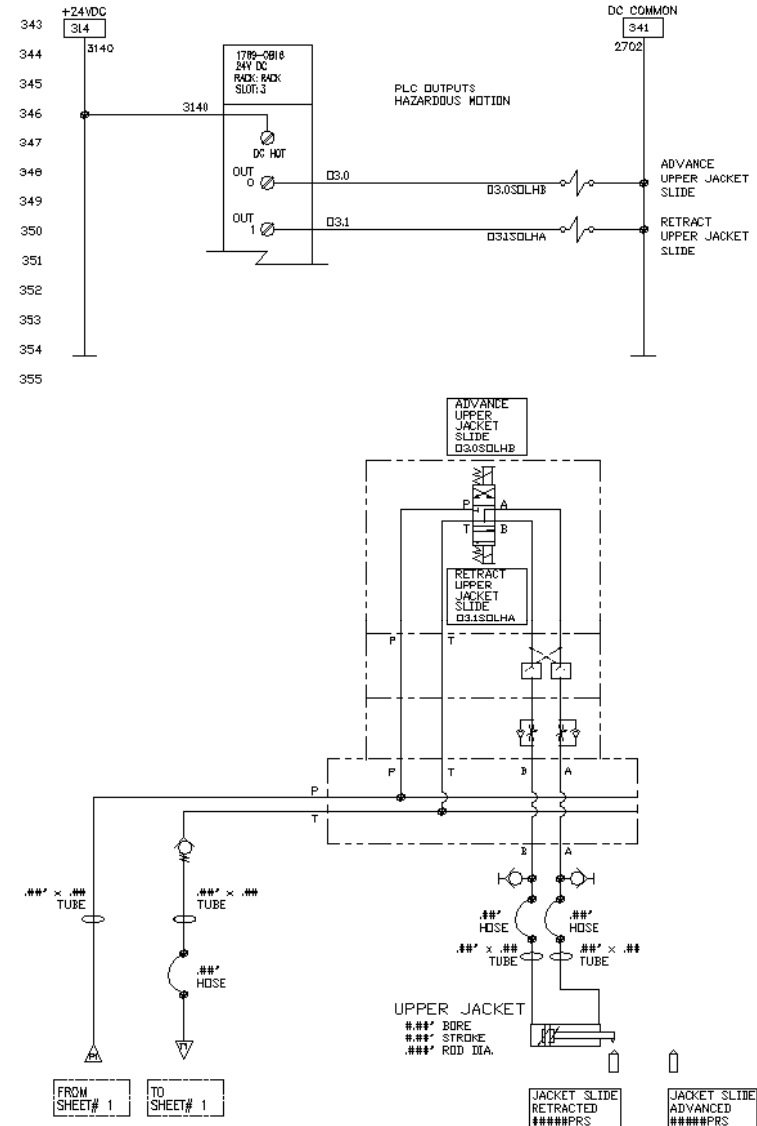 343
+24VDC
314
3140
DC COMMON
341
2702
344
1769-OB16
24V DC
RACK: RACK
SLOT: 3
345
PLC OUTPUTS
HAZARDOUS MOTION
346
3140
347
DC HOT
348
OUT
0
O3.0
O3.0SOLHB
ADVANCE
UPPER JACKET
SLIDE
349
350
OUT
1
O3.1
O3.1SOLHA
RETRACT
UPPER JACKET
SLIDE
351
352
353
354
355
ADVANCE
UPPER
JACKET
SLIDE
O3.0SOLHB
P A
T B
RETRACT
UPPER
JACKET
SLIDE
O3.1SOLHA
P T
P T B A
P
T
B A
.##" x .##
TUBE
.##" x .##
TUBE
.##"
HOSE
.##"
HOSE
.##"
HOSE
.##" x .##
TUBE
.##" x .##
TUBE
UPPER JACKET
#.##" BORE
#.##" STROKE
.###" ROD DIA.
P1
T1
FROM
SHEET# 1
TO
SHEET# 1
JACKET SLIDE
RETRACTED
#####PRS
JACKET SLIDE
ADVANCED
#####PRS